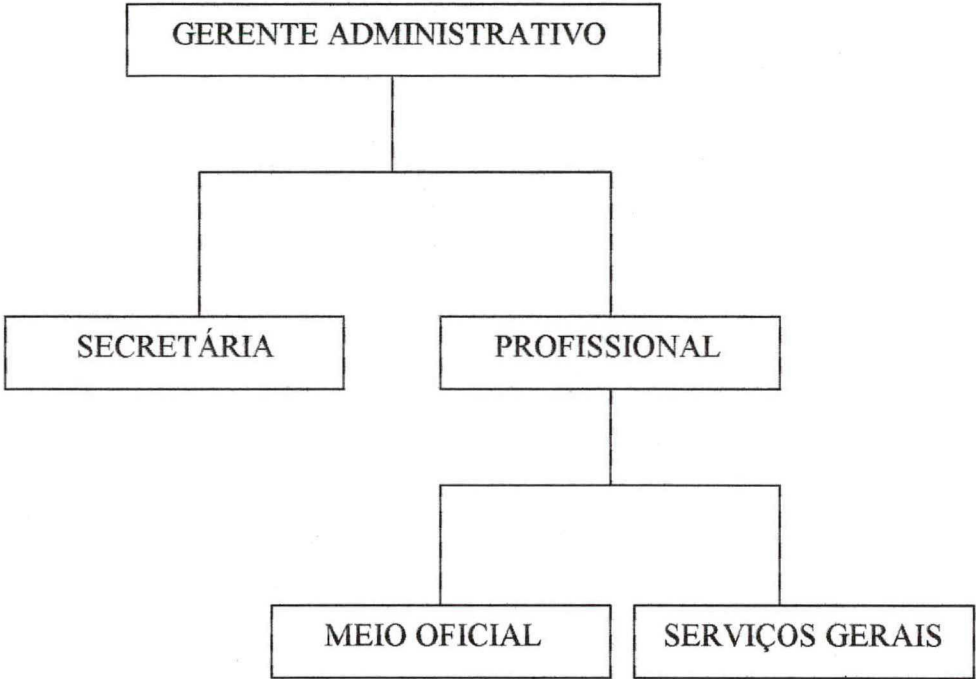 GERENTE ADMINISTRATIVO
SECRETÁRIA
PROFISSIONAL
MEIO OFICIAL
SERVIÇOS GERAIS